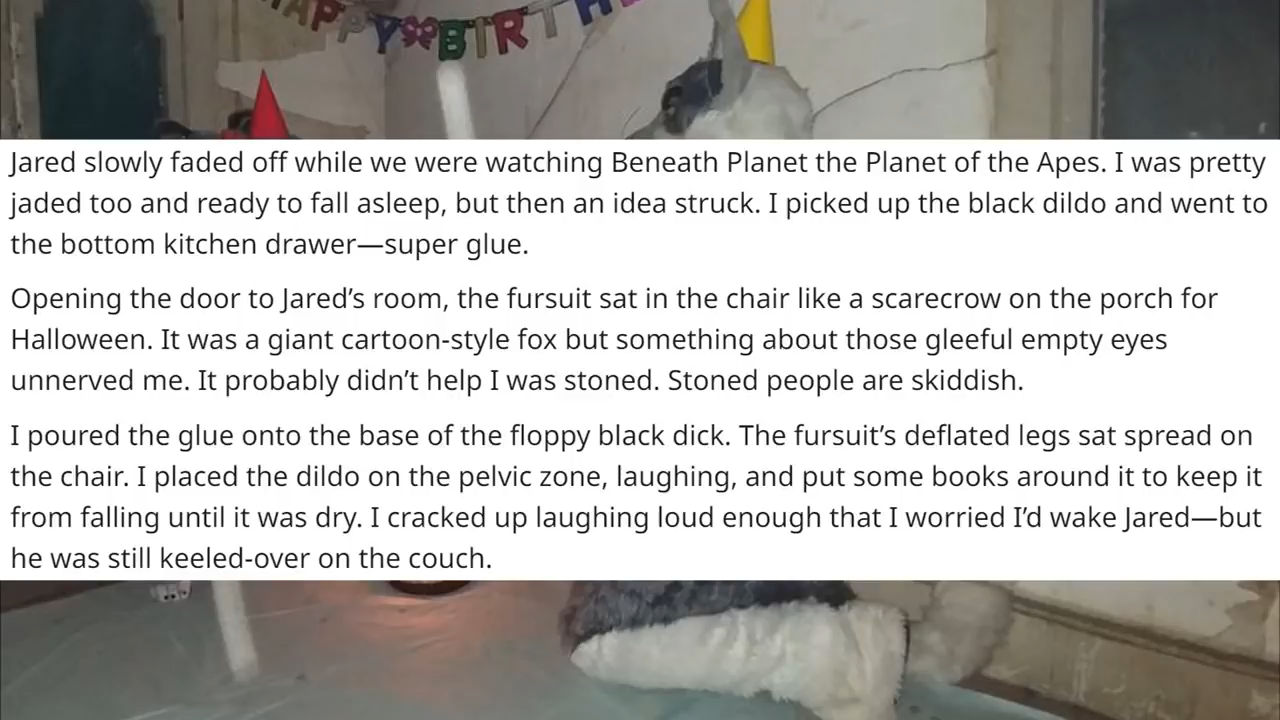 HAPPY BIRTH
Jared slowly faded off while we were watching Beneath Planet the Planet of the Apes. I was pretty
jaded too and ready to fall asleep, but then an idea struck. I picked up the black dildo and went to
the bottom kitchen drawer—super glue.
Opening the door to Jared’s room, the fursuit sat in the chair like a scarecrow on the porch for
Halloween. It was a giant cartoon-style fox but something about those gleeful empty eyes
unnerved me. It probably didn’t help I was stoned. Stoned people are skiddish.
I poured the glue onto the base of the floppy black dick. The fursuit’s deflated legs sat spread on
the chair. I placed the dildo on the pelvic zone, laughing, and put some books around it to keep it
from falling until it was dry. I cracked up laughing loud enough that I worried I’d wake Jared—but
he was still keeled-over on the couch.